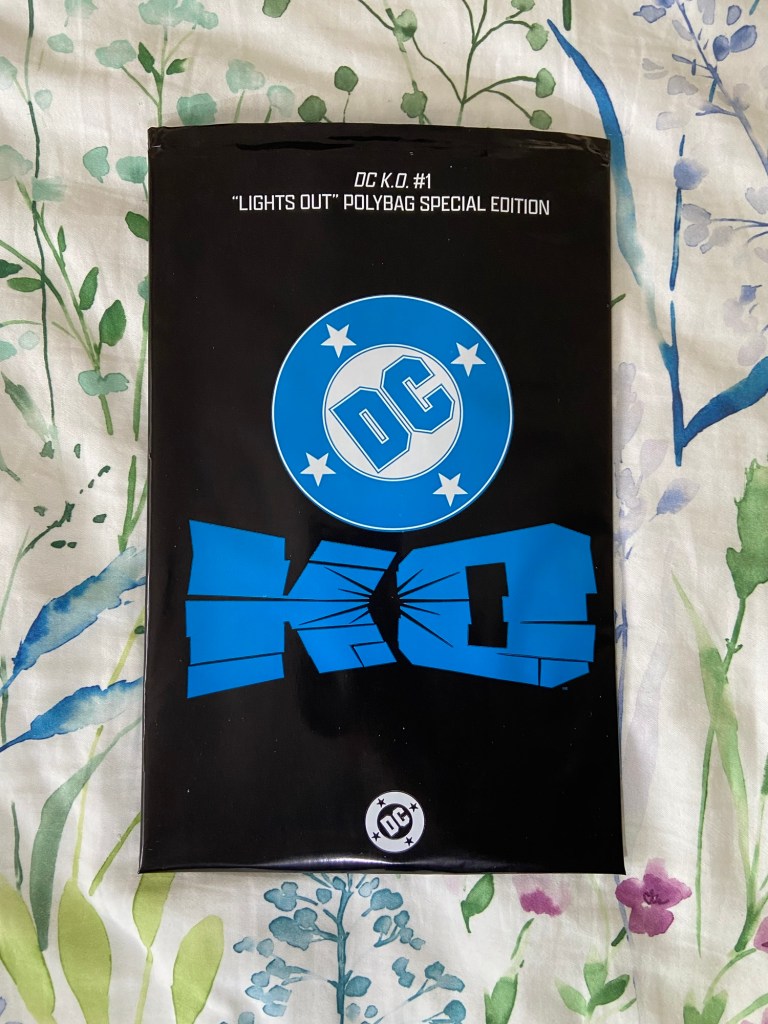 DC K.O. #1
“LIGHTS OUT” POLYBAG SPECIAL EDITION
DC
KO
DC